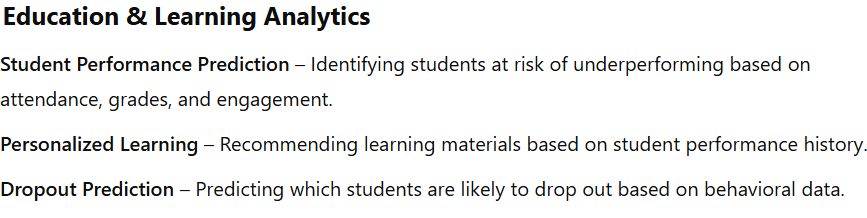 Education & Learning Analytics
Student Performance Prediction – Identifying students at risk of underperforming based on
attendance, grades, and engagement.
Personalized Learning – Recommending learning materials based on student performance history.
Dropout Prediction – Predicting which students are likely to drop out based on behavioral data.